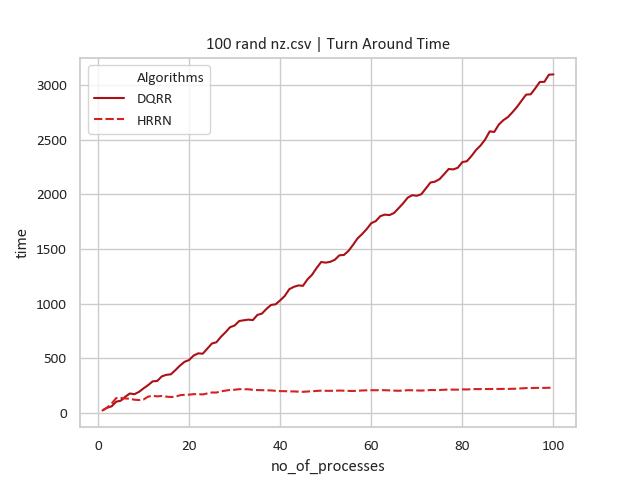 100 rand nz.csv | Turn Around Time
Algorithms
DQRR
HRRN
3000
2500
2000
1500
1000
500
0
time
0 20 40 60 80 100
no_of_processes